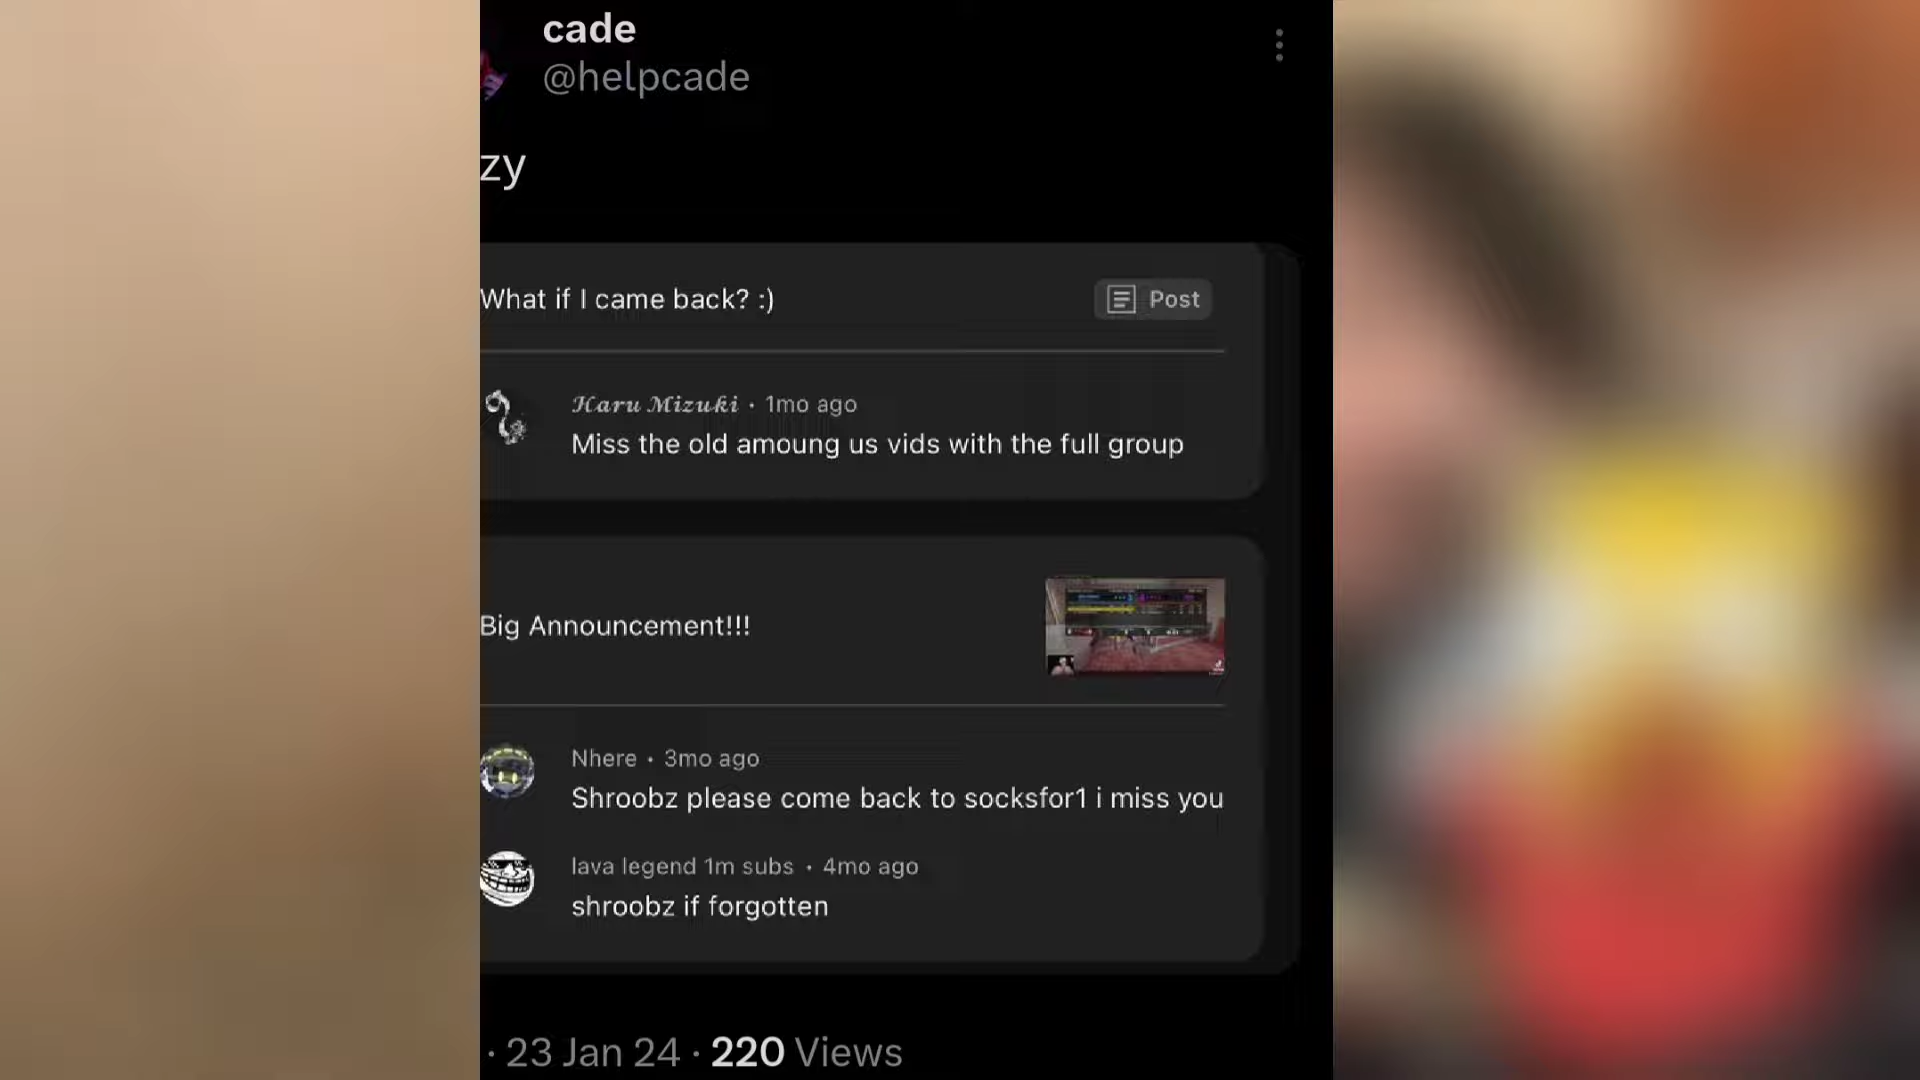 cade
@helpcade
zy
What if I came back? :)
Post
Haru Mizuki · 1mo ago
Miss the old amoung us vids with the full group
Big Announcement!!!
Nhere · 3mo ago
Shroobz please come back to socksfor1 i miss you
lava legend 1m subs · 4mo ago
shroobz if forgotten
· 23 Jan 24 · 220 Views